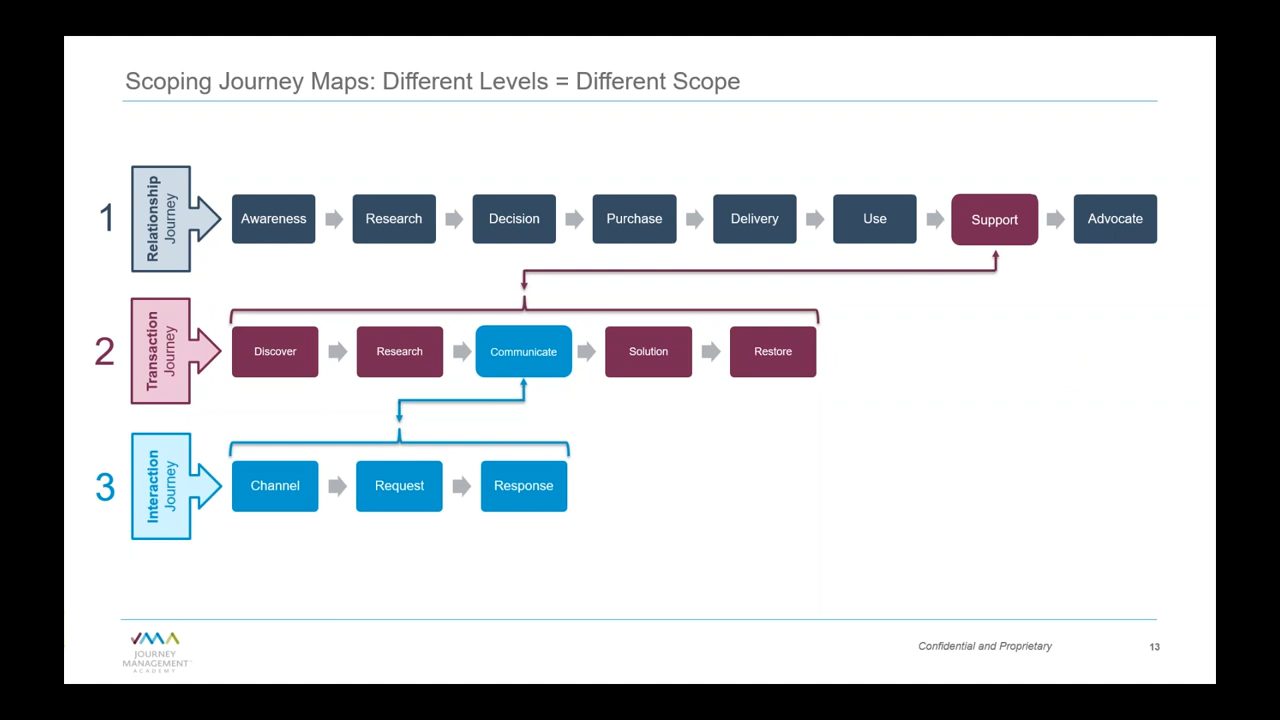 Scoping Journey Maps: Different Levels = Different Scope
1
Relationship
Journey
Awareness
Research
Decision
Purchase
Delivery
Use
Support
Advocate
2
Transaction
Journey
Discover
Research
Communicate
Solution
Restore
3
Interaction
Journey
Channel
Request
Response
JOURNEY
MANAGEMENT
ACADEMY
Confidential and Proprietary
13